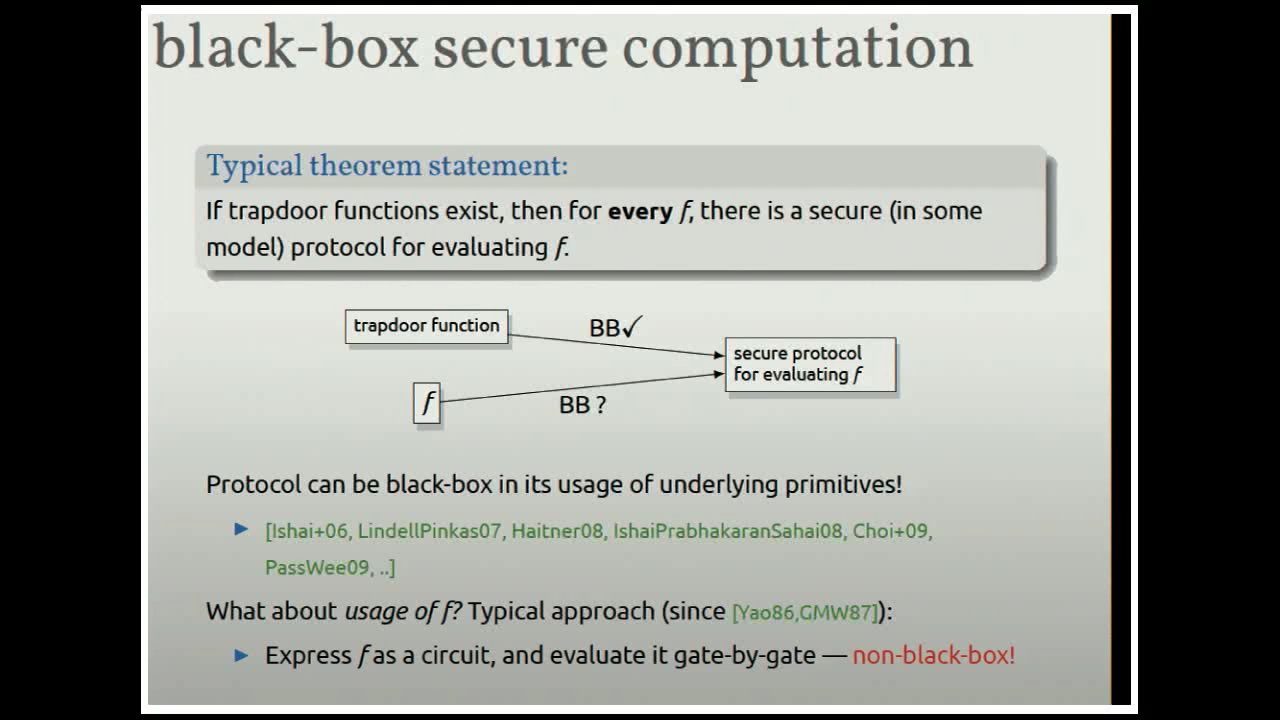 black-box secure computation
Typical theorem statement:
If trapdoor functions exist, then for every f, there is a secure (in some
model) protocol for evaluating f.
trapdoor function
BB✓
secure protocol
for evaluating f
f
BB ?
Protocol can be black-box in its usage of underlying primitives!
[Ishai+06, LindellPinkas07, Haitner08, IshaiPrabhakaranSahai08, Choi+09,
PassWee09, ..]
What about usage of f? Typical approach (since [Yao86,GMW87]):
Express f as a circuit, and evaluate it gate-by-gate — non-black-box!